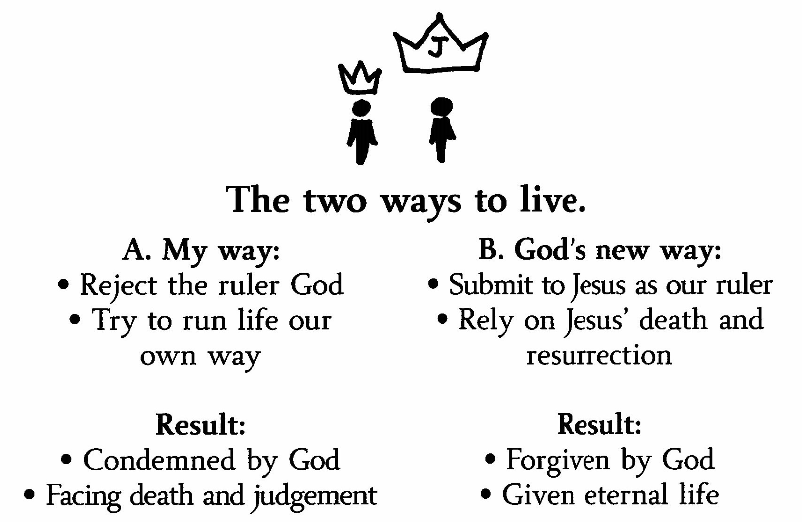 J
The two ways to live.
A. My way:
• Reject the ruler God
• Try to run life our
own way
Result:
• Condemned by God
• Facing death and judgement
B. God's new way:
• Submit to Jesus as our ruler
• Rely on Jesus' death and
resurrection
Result:
• Forgiven by God
• Given eternal life